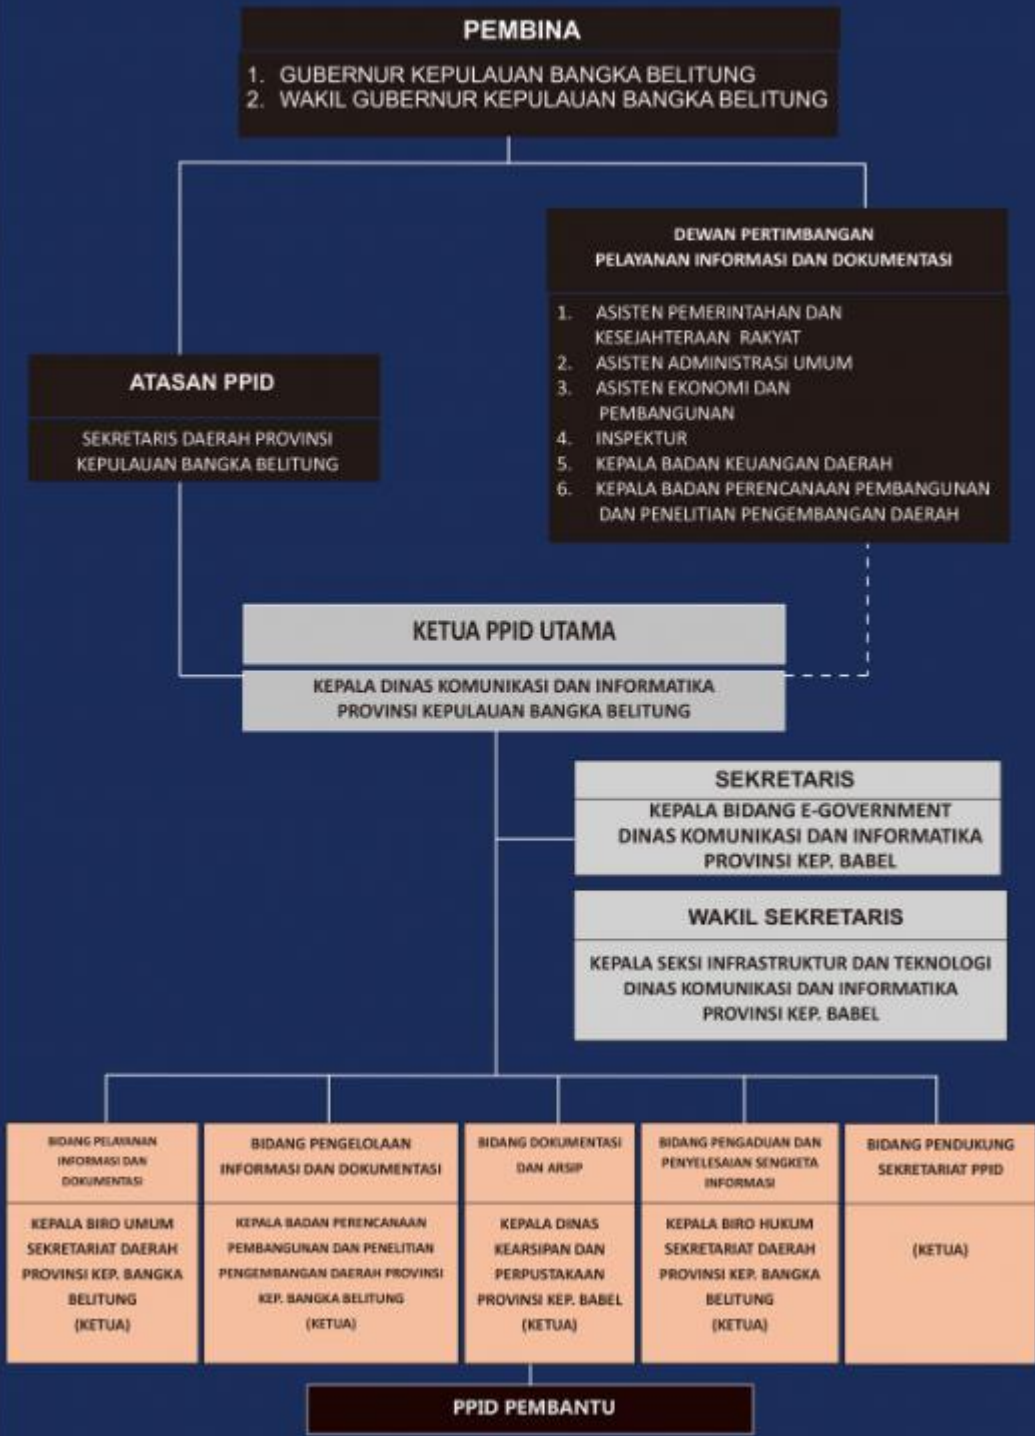 PEMBINA
1. GUBERNUR KEPULAUAN BANGKA BELITUNG
2. WAKIL GUBERNUR KEPULAUAN BANGKA BELITUNG
DEWAN PERTIMBANGAN
PELAYANAN INFORMASI DAN DOKUMENTASI
1. ASISTEN PEMERINTAHAN DAN
KESEJAHTERAAN RAKYAT
2. ASISTEN ADMINISTRASI UMUM
3. ASISTEN EKONOMI DAN
PEMBANGUNAN
4. INSPEKTUR
5. KEPALA BADAN KEUANGAN DAERAH
6. KEPALA BADAN PERENCANAAN PEMBANGUNAN
DAN PENELITIAN PENGEMBANGAN DAERAH
ATASAN PPID
SEKRETARIS DAERAH PROVINSI
KEPULAUAN BANGKA BELITUNG
KETUA PPID UTAMA
KEPALA DINAS KOMUNIKASI DAN INFORMATIKA
PROVINSI KEPULAUAN BANGKA BELITUNG
SEKRETARIS
KEPALA BIDANG E-GOVERNMENT
DINAS KOMUNIKASI DAN INFORMATIKA
PROVINSI KEP. BABEL
WAKIL SEKRETARIS
KEPALA SEKSI INFRASTRUKTUR DAN TEKNOLOGI
DINAS KOMUNIKASI DAN INFORMATIKA
PROVINSI KEP. BABEL
BIDANG PELAYANAN
INFORMASI DAN
DOKUMENTASI
KEPALA BIRO UMUM
SEKRETARIAT DAERAH
PROVINSI KEP. BANGKA
BELITUNG
(KETUA)
BIDANG PENGELOLAAN
INFORMASI DAN DOKUMENTASI
KEPALA BADAN PERENCANAAN
PEMBANGUNAN DAN PENELITIAN
PENGEMBANGAN DAERAH PROVINSI
KEP. BANGKA BELITUNG
(KETUA)
BIDANG DOKUMENTASI
DAN ARSIP
KEPALA DINAS
KEARSIPAN DAN
PERPUSTAKAAN
PROVINSI KEP. BABEL
(KETUA)
BIDANG PENGADUAN DAN
PENYELESAIAN SENGKETA
INFORMASI
KEPALA BIRO HUKUM
SEKRETARIAT DAERAH
PROVINSI KEP. BANGKA
BELITUNG
(KETUA)
BIDANG PENDUKUNG
SEKRETARIAT PPID
(KETUA)
PPID PEMBANTU